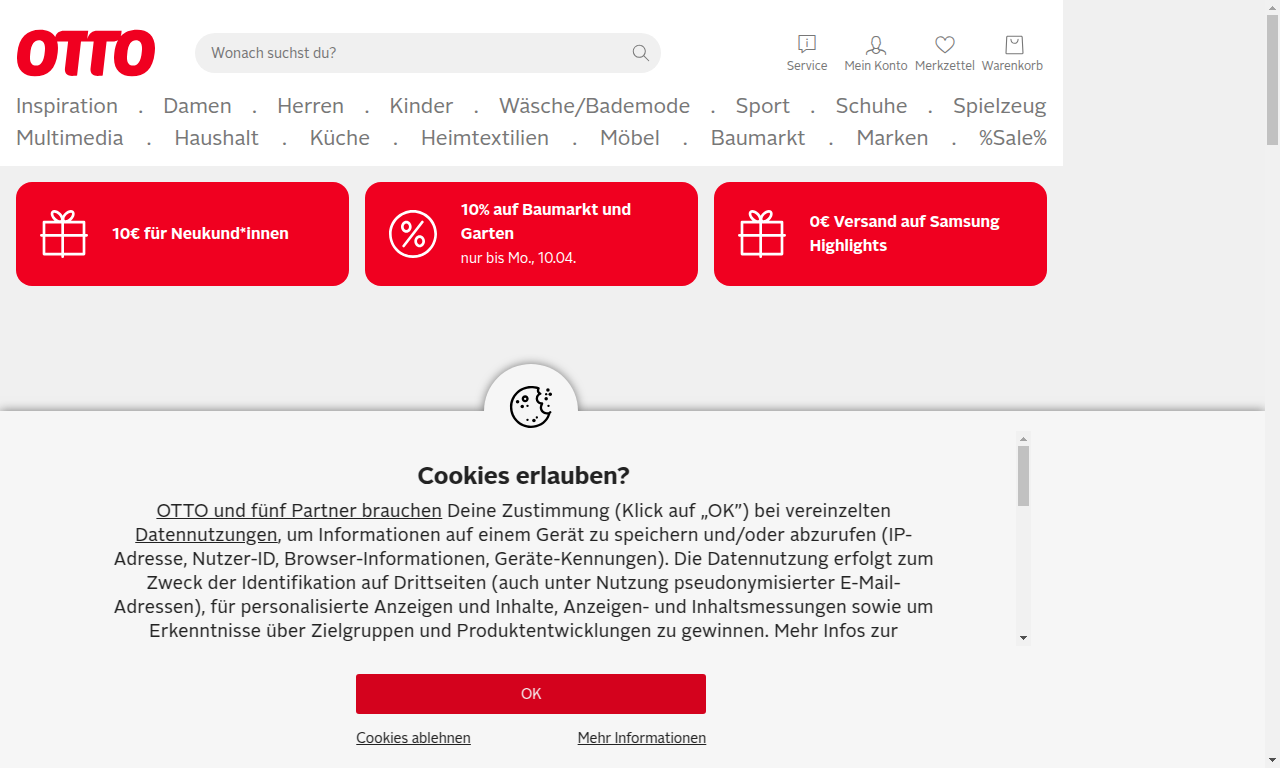 OTTO
Wonach suchst du?
Service Mein Konto Merkzettel Warenkorb
Inspiration . Damen . Herren . Kinder . Wäsche/Bademode . Sport . Schuhe . Spielzeug
Multimedia . Haushalt . Küche . Heimtextilien . Möbel . Baumarkt . Marken . %Sale%
10€ für Neukund*innen
10% auf Baumarkt und
Garten
nur bis Mo., 10.04.
0€ Versand auf Samsung
Highlights
Cookies erlauben?
OTTO und fünf Partner brauchen Deine Zustimmung (Klick auf „OK”) bei vereinzelten
Datennutzungen, um Informationen auf einem Gerät zu speichern und/oder abzurufen (IP-
Adresse, Nutzer-ID, Browser-Informationen, Geräte-Kennungen). Die Datennutzung erfolgt zum
Zweck der Identifikation auf Drittseiten (auch unter Nutzung pseudonymisierter E-Mail-
Adressen), für personalisierte Anzeigen und Inhalte, Anzeigen- und Inhaltsmessungen sowie um
Erkenntnisse über Zielgruppen und Produktentwicklungen zu gewinnen. Mehr Infos zur
OK
Cookies ablehnen Mehr Informationen